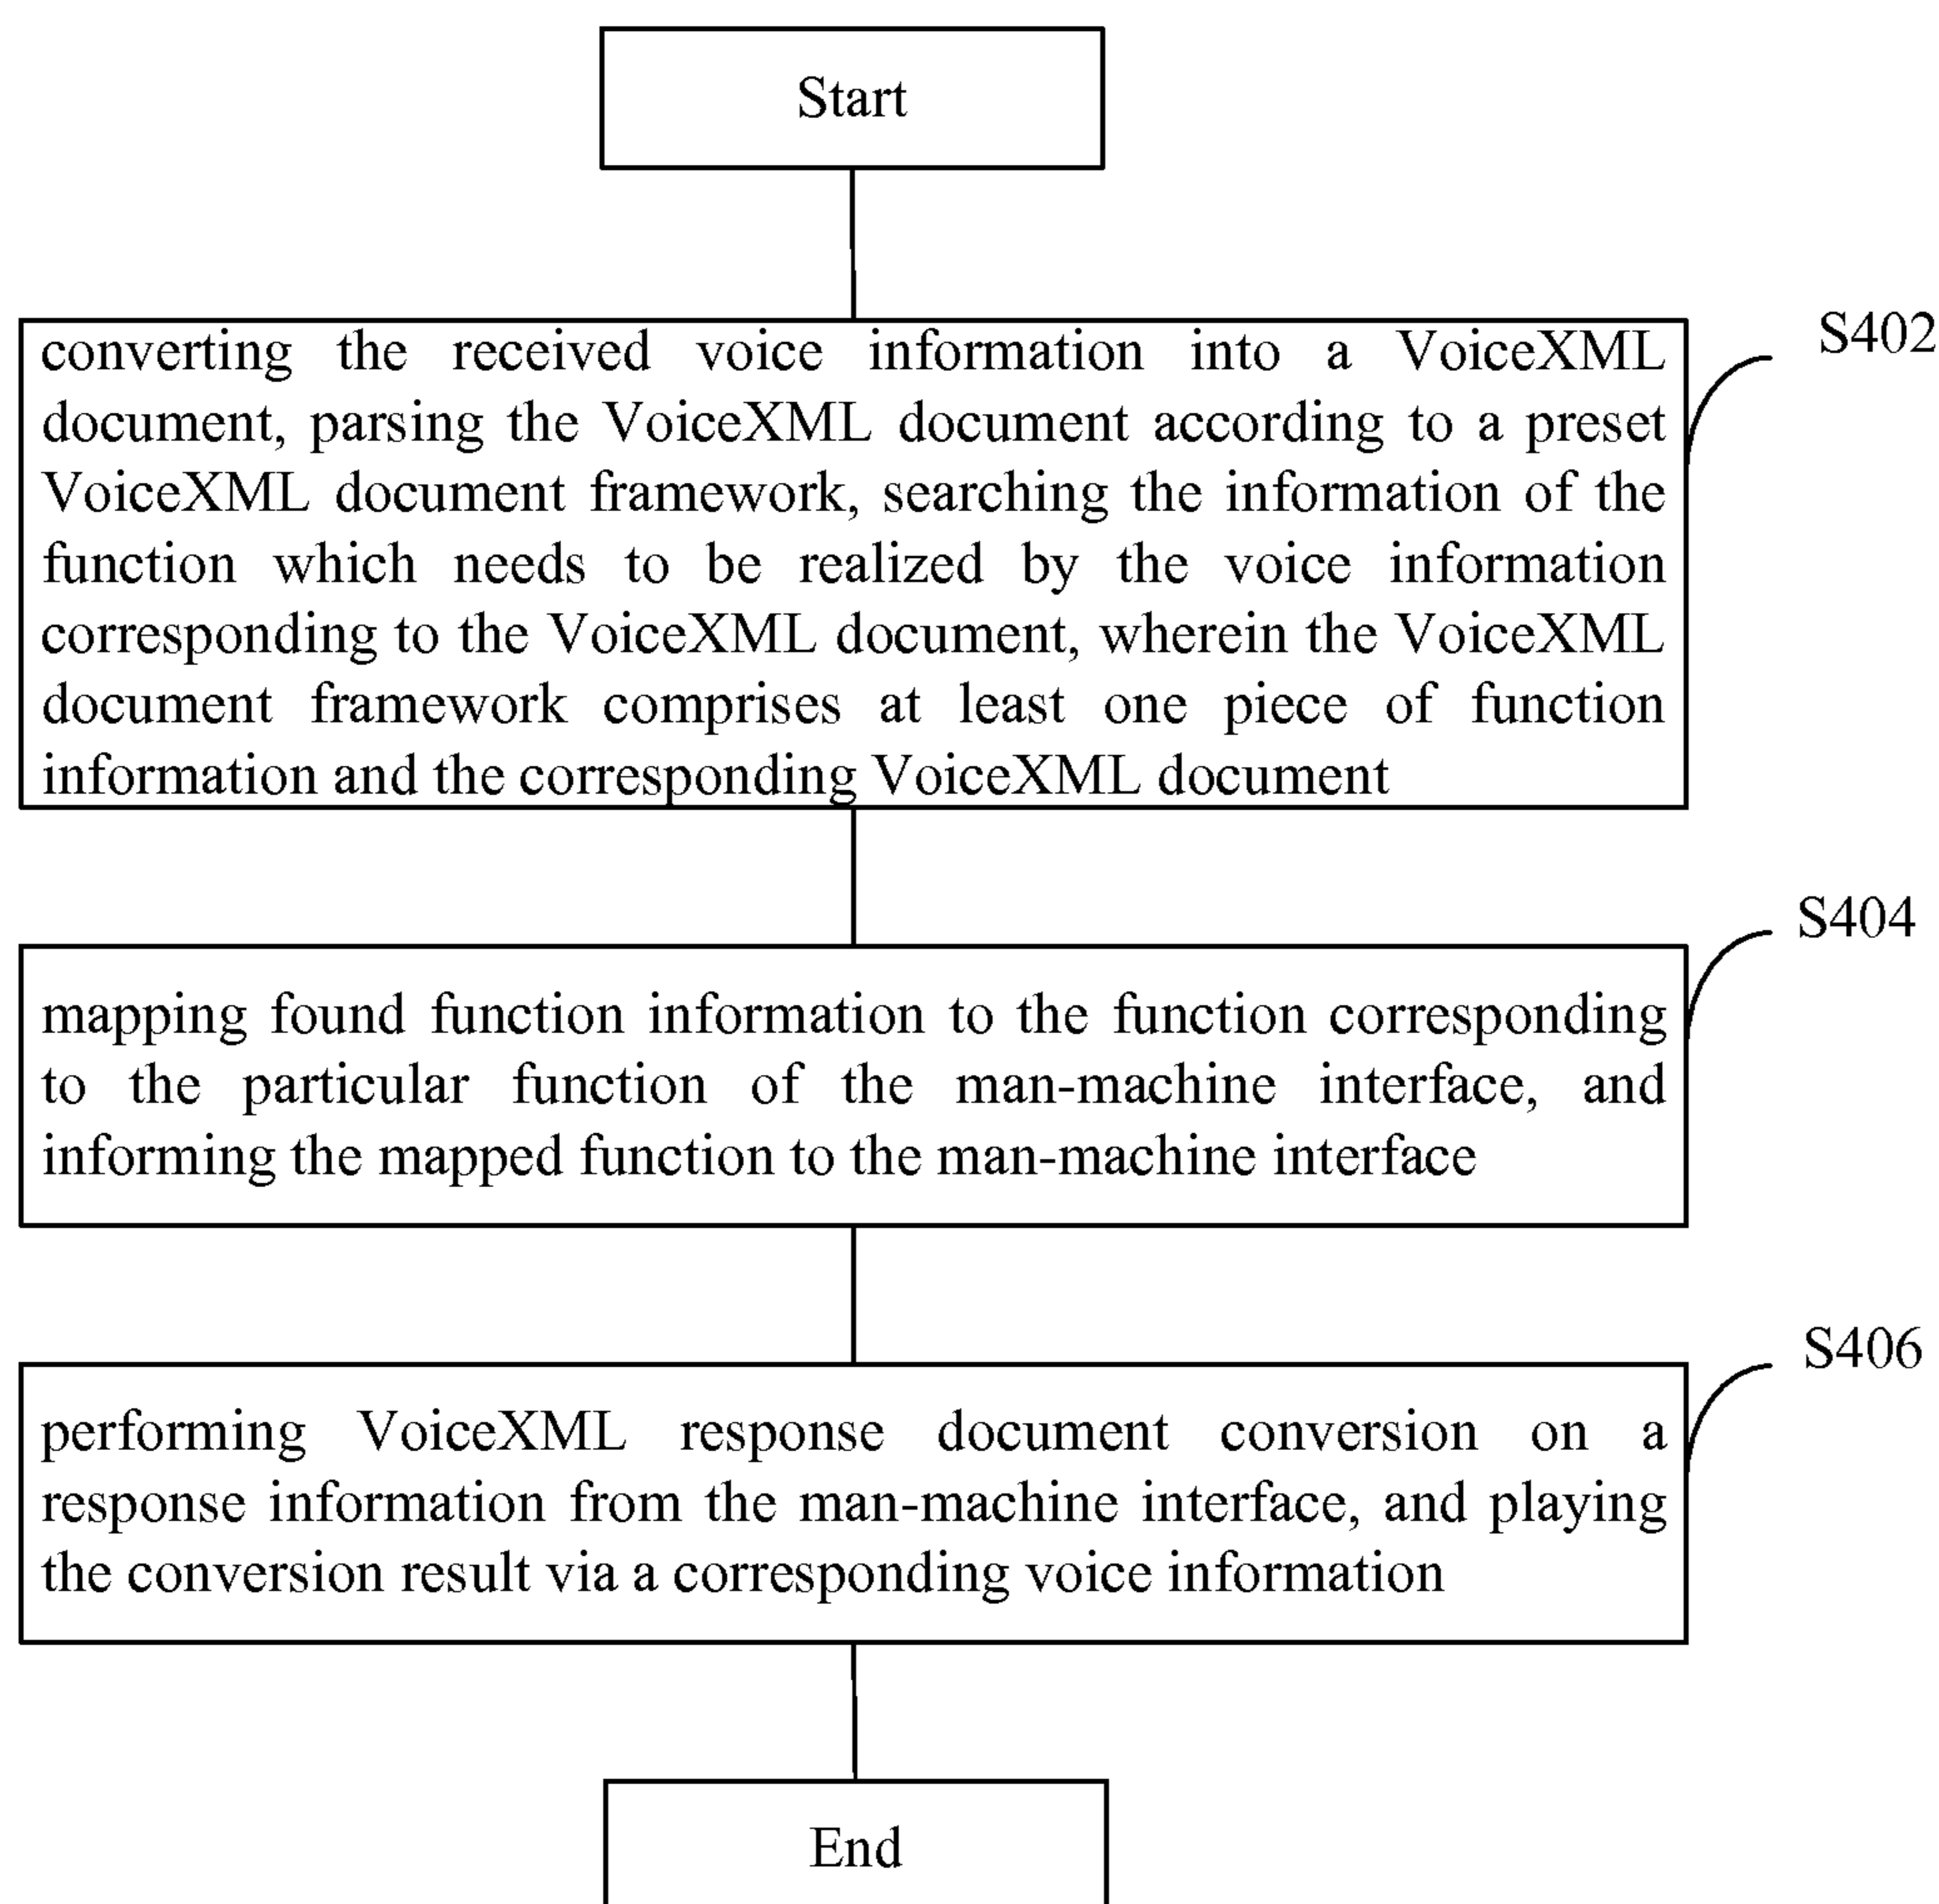 Start
S402
converting the received voice information into a VoiceXML
document, parsing the VoiceXML document according to a preset
VoiceXML document framework, searching the information of the
function which needs to be realized by the voice information
corresponding to the VoiceXML document, wherein the VoiceXML
document framework comprises at least one piece of function
information and the corresponding VoiceXML document
S404
mapping found function information to the function corresponding
to the particular function of the man-machine interface, and
informing the mapped function to the man-machine interface
S406
performing VoiceXML response document conversion on a
response information from the man-machine interface, and playing
the conversion result via a corresponding voice information
End